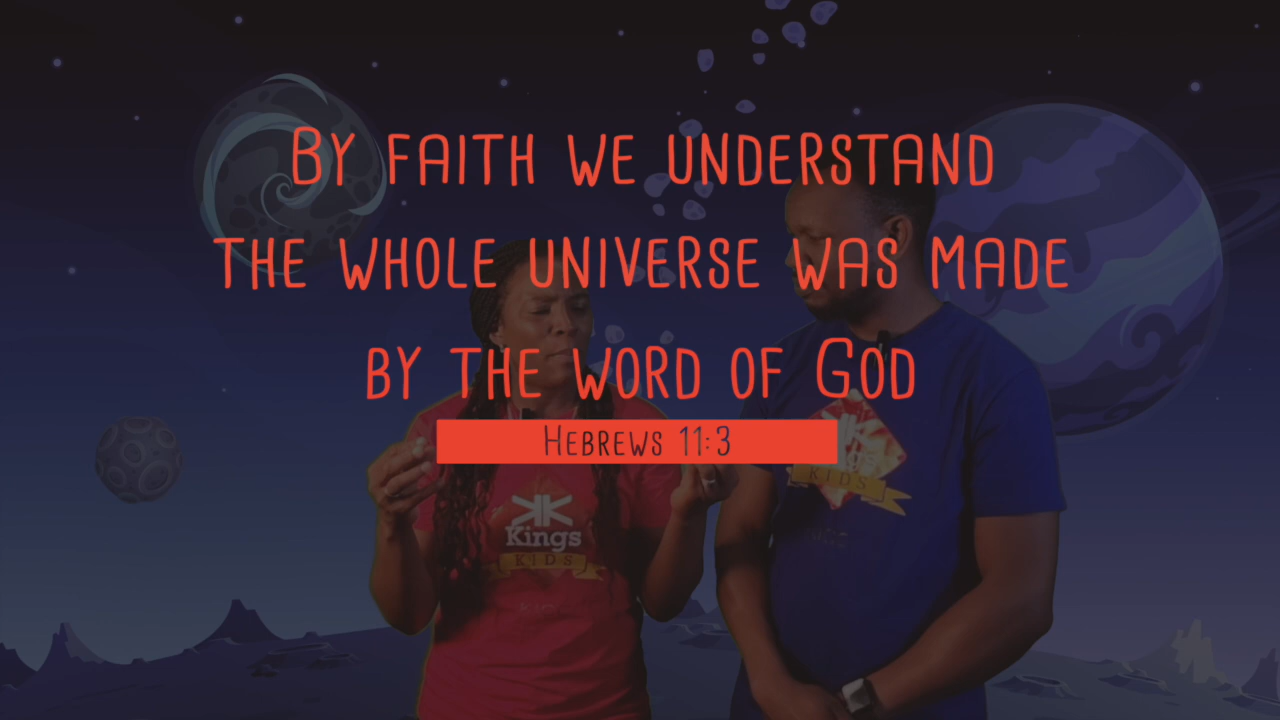 By faith we understand
the whole universe was made
by the word of God
Hebrews 11:3
Kings
KIDS
KIDS